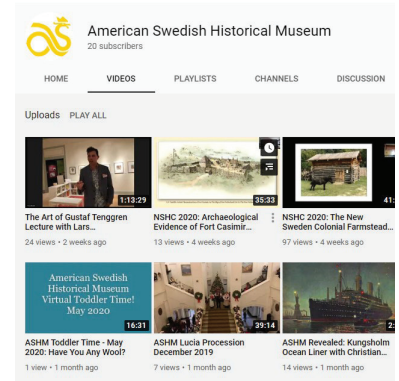 American Swedish Historical Museum
20 subscribers
HOME VIDEOS PLAYLISTS CHANNELS DISCUSSION
Uploads PLAY ALL
1:13:29
35:33
41:
The Art of Gustaf Tenggren
Lecture with Lars...
24 views • 2 weeks ago
NSHC 2020: Archaeological
Evidence of Fort Casimir...
13 views • 4 weeks ago
NSHC 2020: The New
Sweden Colonial Farmstead...
97 views • 4 weeks ago
American Swedish
Historical Museum
Virtual Toddler Time!
May 2020
16:31
39:14
2:
ASHM Toddler Time - May
2020: Have You Any Wool?
1 view • 1 month ago
ASHM Lucia Procession
December 2019
7 views • 1 month ago
ASHM Revealed: Kungsholm
Ocean Liner with Christian...
14 views • 1 month ago